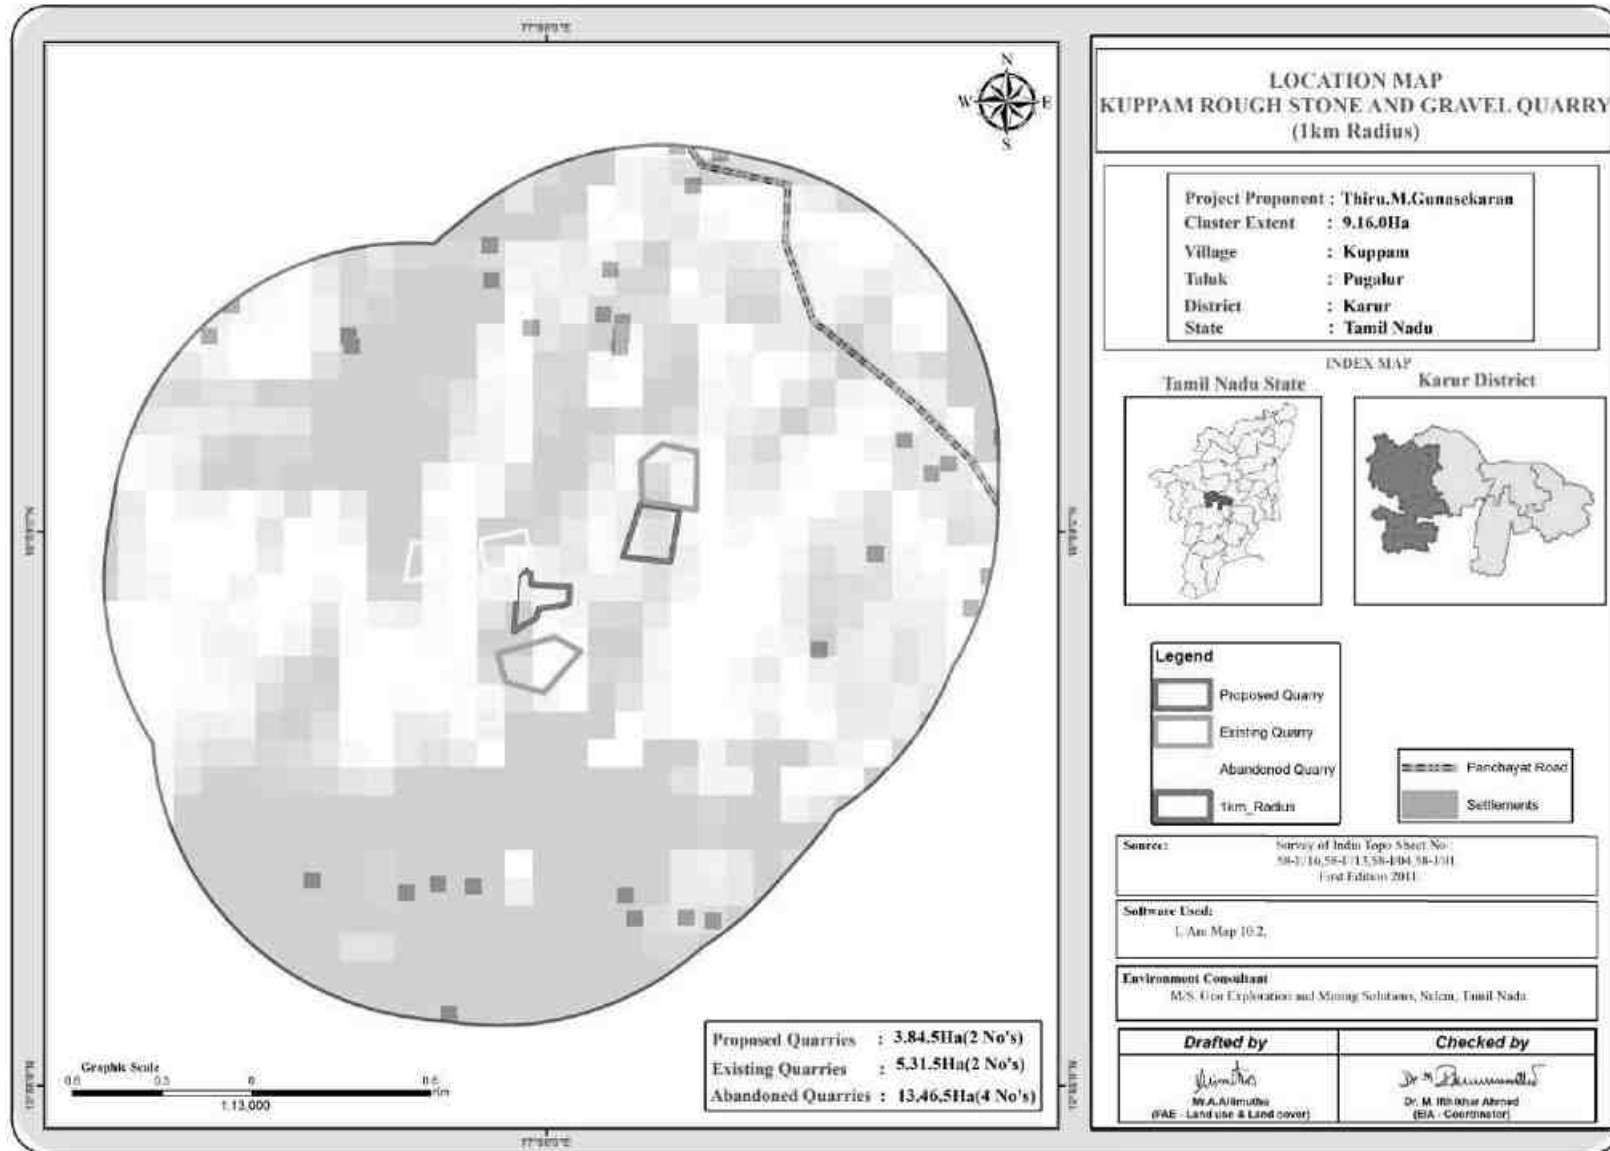 N
W E
S
LOCATION MAP
KUPPAM ROUGH STONE AND GRAVEL QUARRY
(1km Radius)
Project Proponent : Thiru.M.Gunasekaran
Cluster Extent : 9.16.0Ha
Village : Kuppam
Taluk : Pugalur
District : Karur
State : Tamil Nadu
INDEX MAP
Tamil Nadu State
Karur District
Legend
Proposed Quarry
Existing Quarry
Abandoned Quarry
1km_Radius
Panchayat Road
Settlements
Source:
Survey of India Topo Sheet No
First Edition 2011
Software Used:
Environment Consultant
M/S. Geo Exploration and Mining Solutions, Salem, Tamil Nadu
Drafted by
Checked by
(FAE - Land use & Land cover)
Dr. M. Ifthikhar Ahmed
(EIA - Coordinator)
Proposed Quarries : 3.84.5Ha(2 No's)
Existing Quarries : 5.31.5Ha(2 No's)
Abandoned Quarries : 13.46.5Ha(4 No's)
Graphic Scale
1:13,000